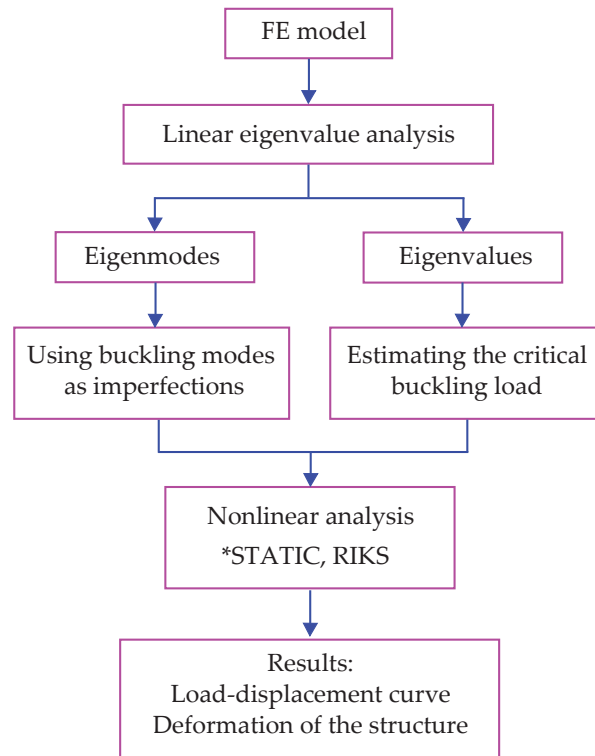 FE model
Linear eigenvalue analysis
Eigenmodes
Eigenvalues
Using buckling modes
as imperfections
Estimating the critical
buckling load
Nonlinear analysis
*STATIC, RIKS
Results:
Load-displacement curve
Deformation of the structure